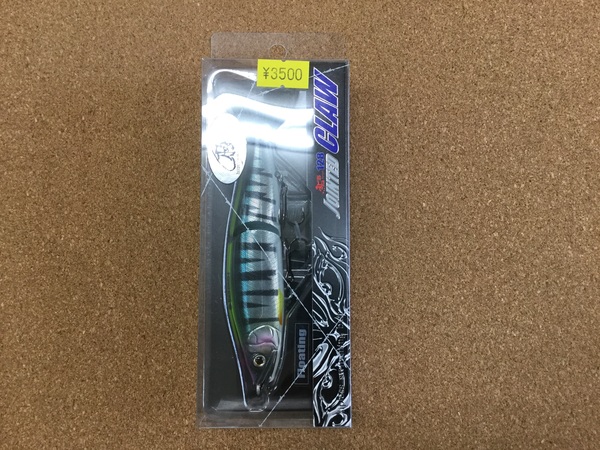 ¥3500
JOINTED CLAW
Floating